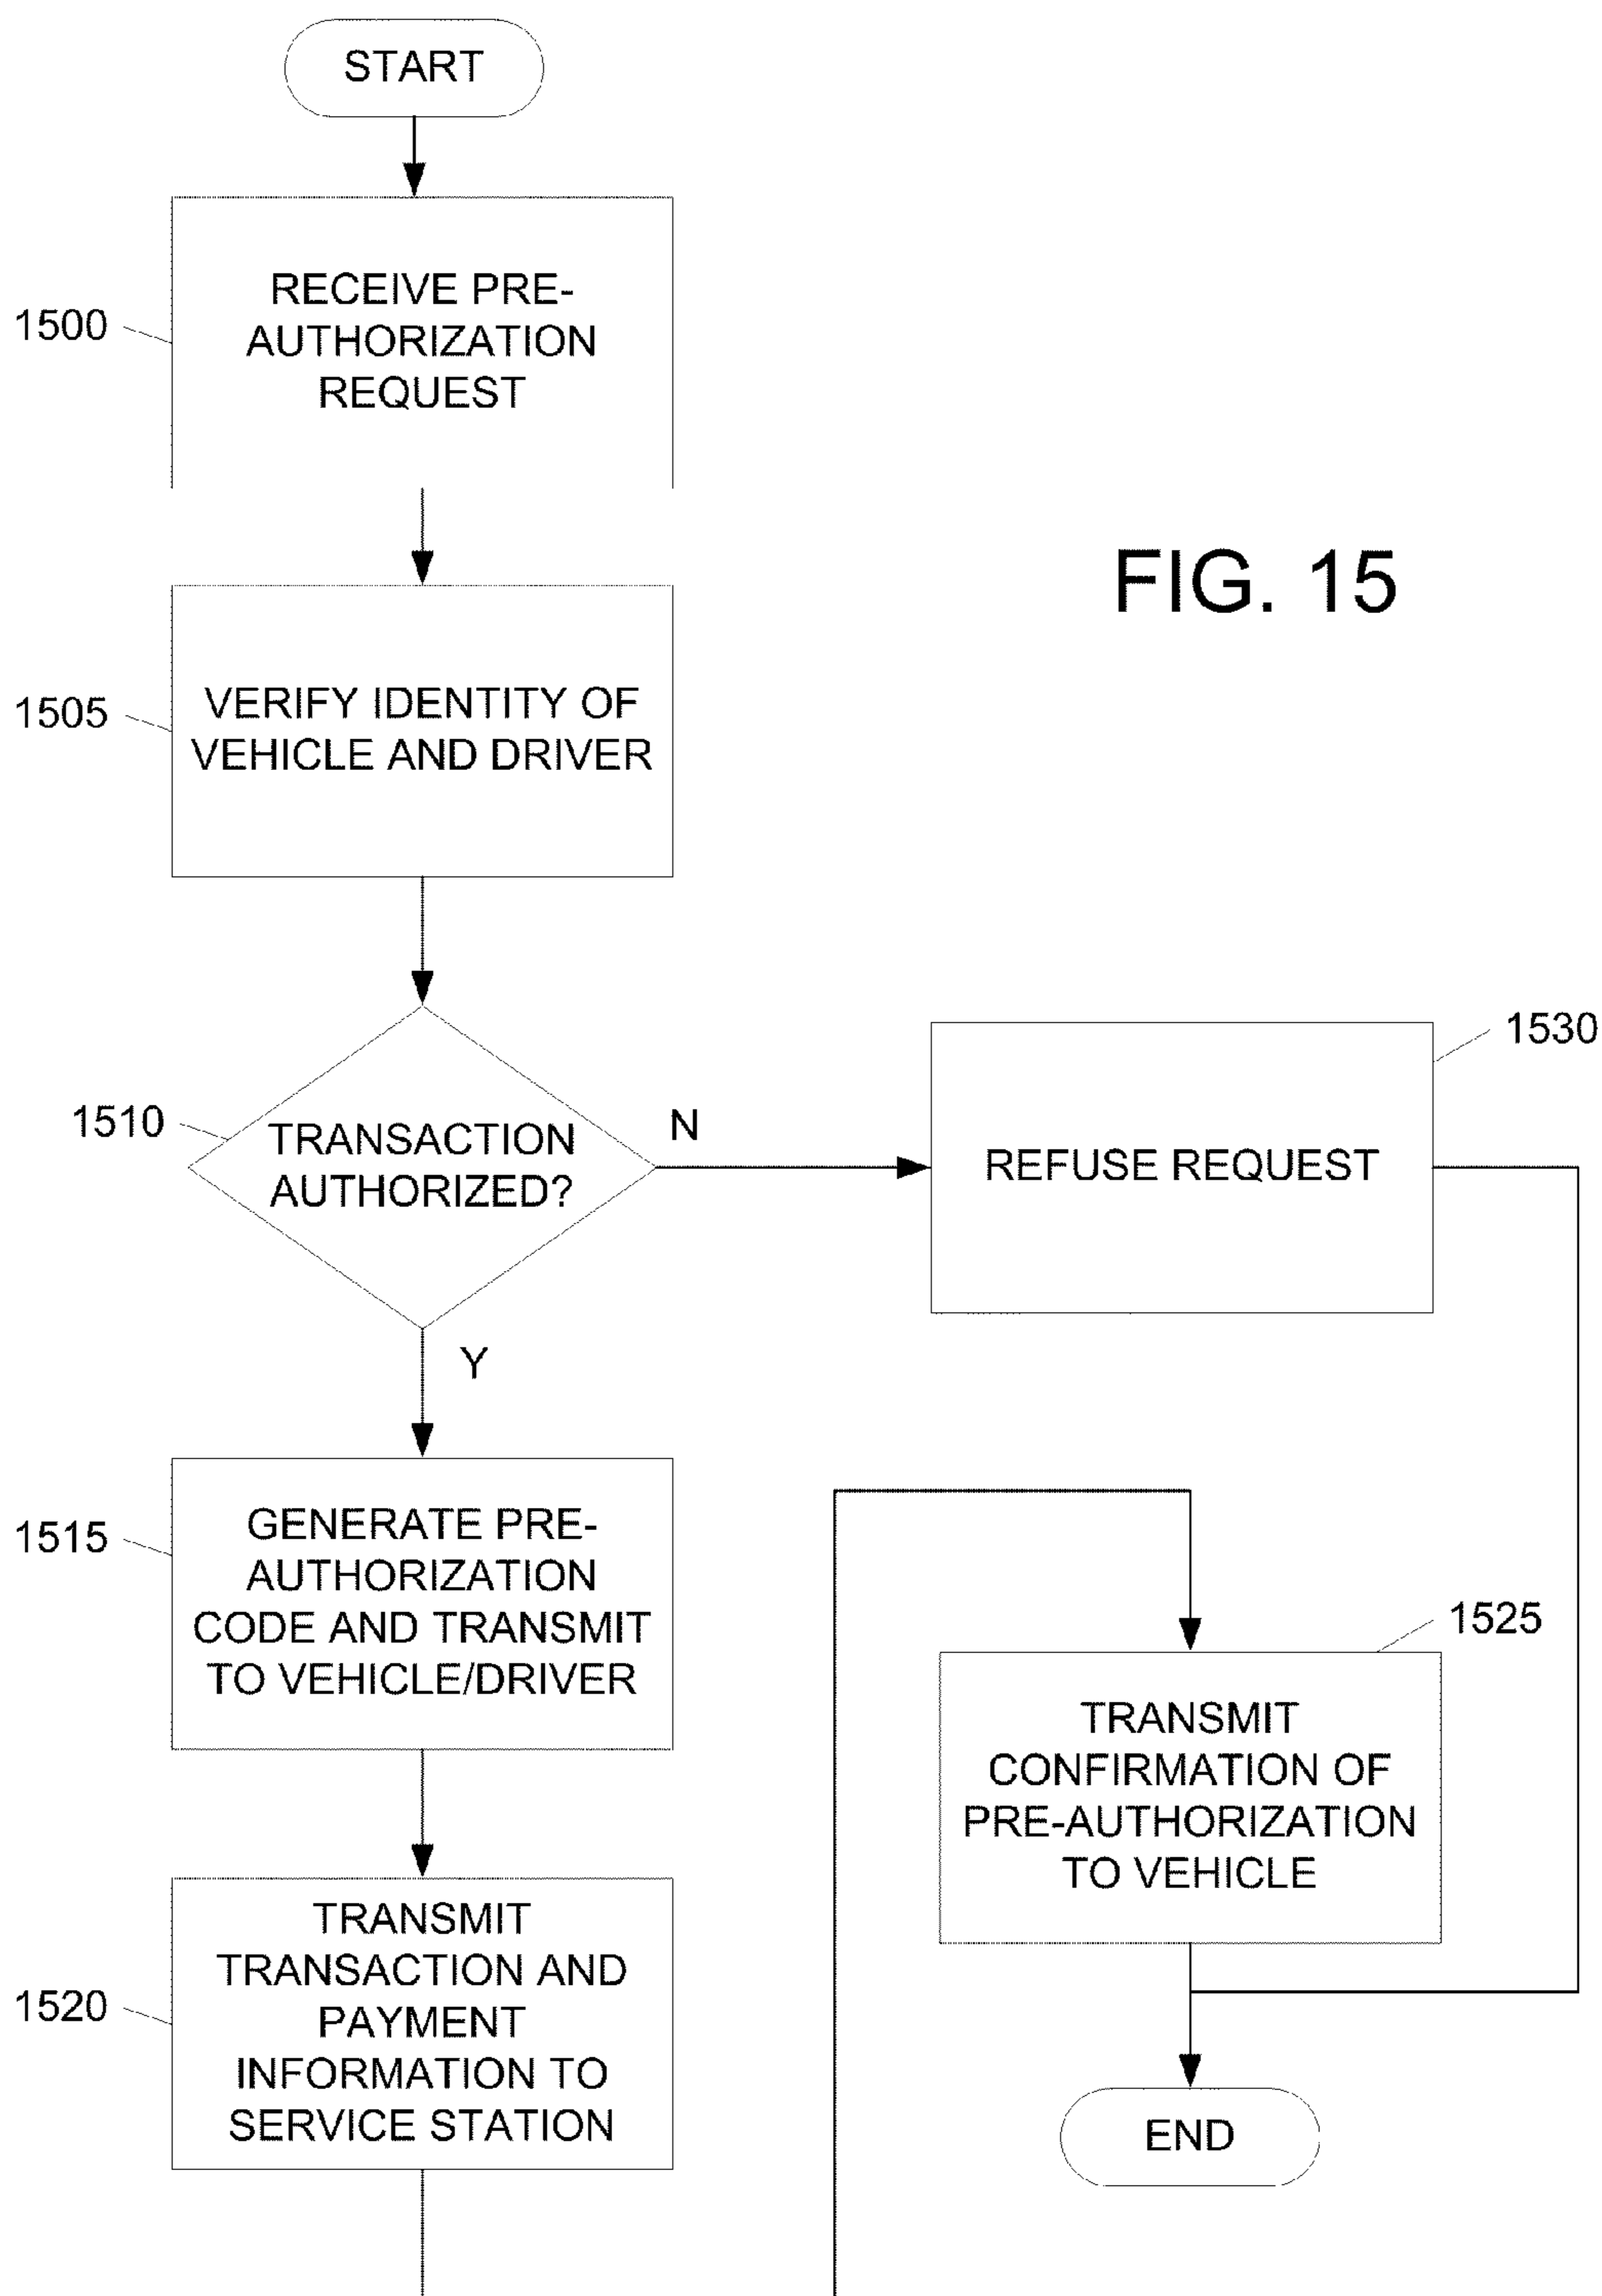 START
1500
RECEIVE PRE-
AUTHORIZATION
REQUEST
FIG. 15
1505
VERIFY IDENTITY OF
VEHICLE AND DRIVER
1510
TRANSACTION
AUTHORIZED?
N
1530
REFUSE REQUEST
Y
1515
GENERATE PRE-
AUTHORIZATION
CODE AND TRANSMIT
TO VEHICLE/DRIVER
1520
TRANSMIT
TRANSACTION AND
PAYMENT
INFORMATION TO
SERVICE STATION
1525
TRANSMIT
CONFIRMATION OF
PRE-AUTHORIZATION
TO VEHICLE
END